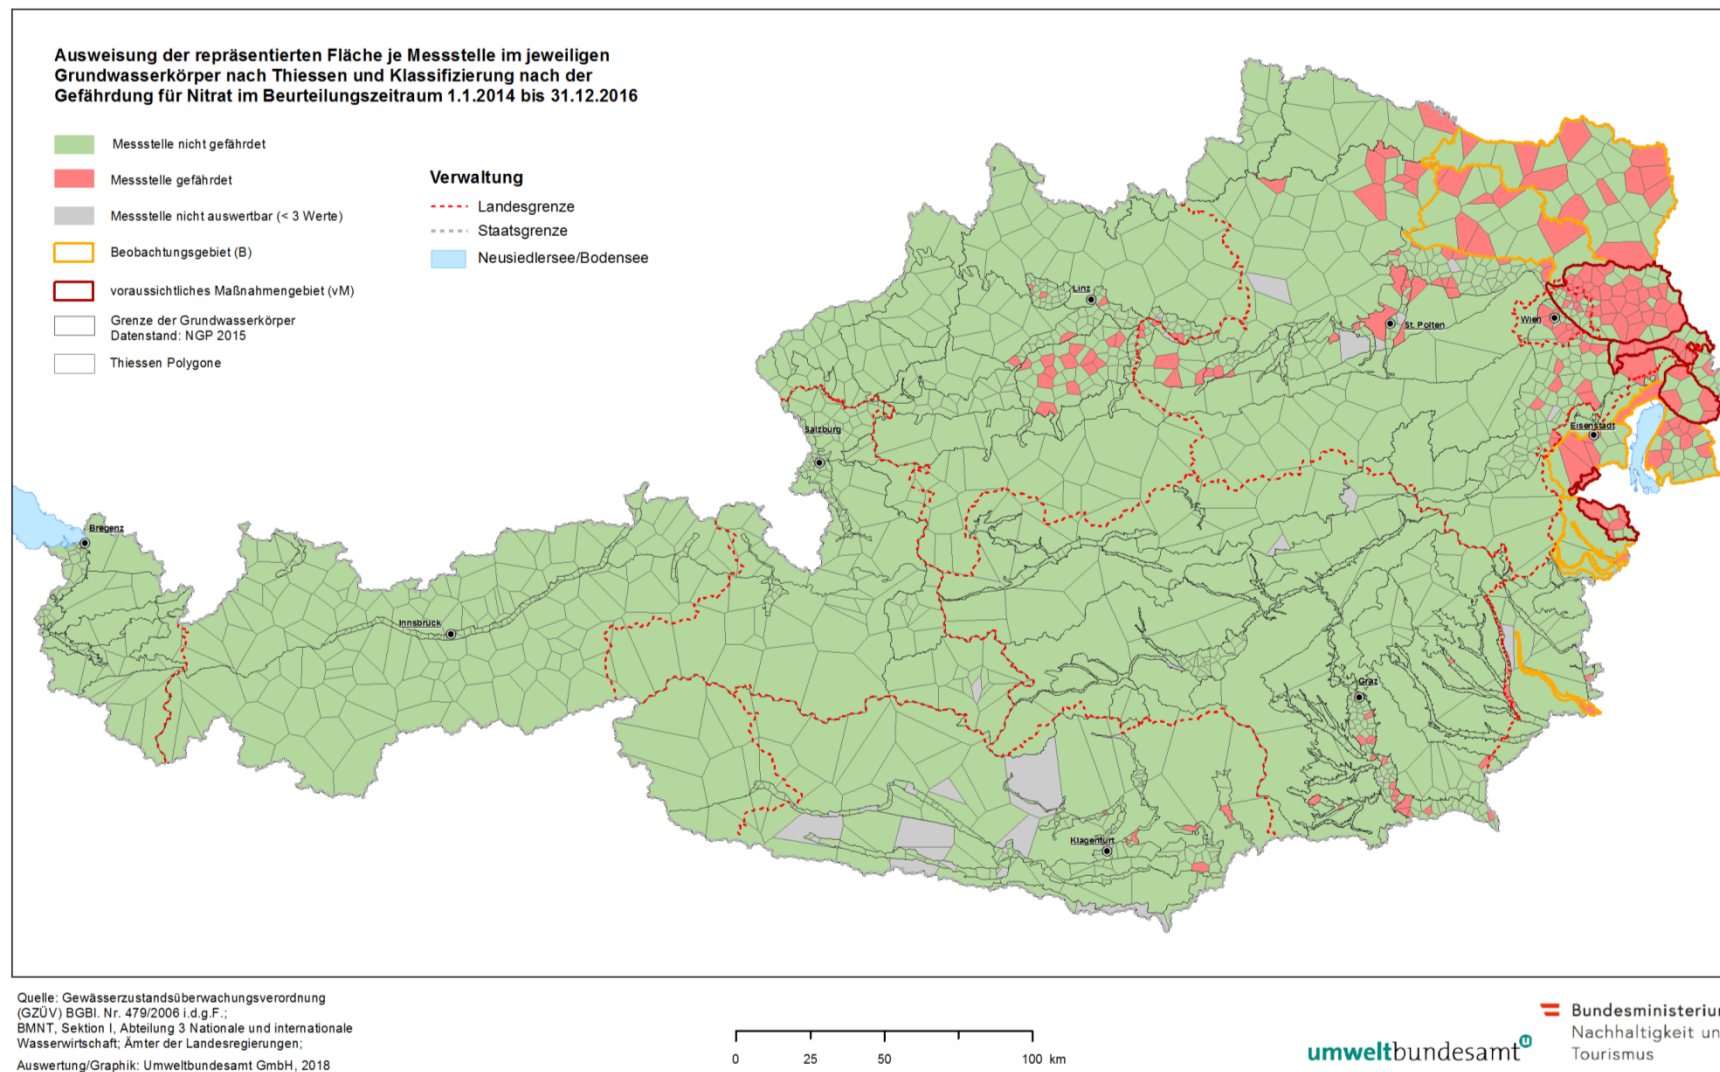 Ausweisung der repräsentierten Fläche je Messstelle im jeweiligen
Grundwasserkörper nach Thiessen und Klassifizierung nach der
Gefährdung für Nitrat im Beurteilungszeitraum 1.1.2014 bis 31.12.2016
Messstelle nicht gefährdet
Messstelle gefährdet
Messstelle nicht auswertbar (< 3 Werte)
Beobachtungsgebiet (B)
voraussichtliches Maßnahmengebiet (vM)
Grenze der Grundwasserkörper
Datenstand: NGP 2015
Thiessen Polygone
Verwaltung
Landesgrenze
Staatsgrenze
Neusiedlersee/Bodensee
Linz
St. Pölten
Wien
Eisenstadt
Salzburg
Bregenz
Innsbruck
Graz
Klagenfurt
Quelle: Gewässerzustandsüberwachungsverordnung
(GZÜV) BGBl. Nr. 479/2006 i.d.g.F.;
BMNT, Sektion I, Abteilung 3 Nationale und internationale
Wasserwirtschaft; Ämter der Landesregierungen;
Auswertung/Graphik: Umweltbundesamt GmbH, 2018
0 25 50 100 km
umweltbundesamt u
Bundesministeriu
Nachhaltigkeit un
Tourismus